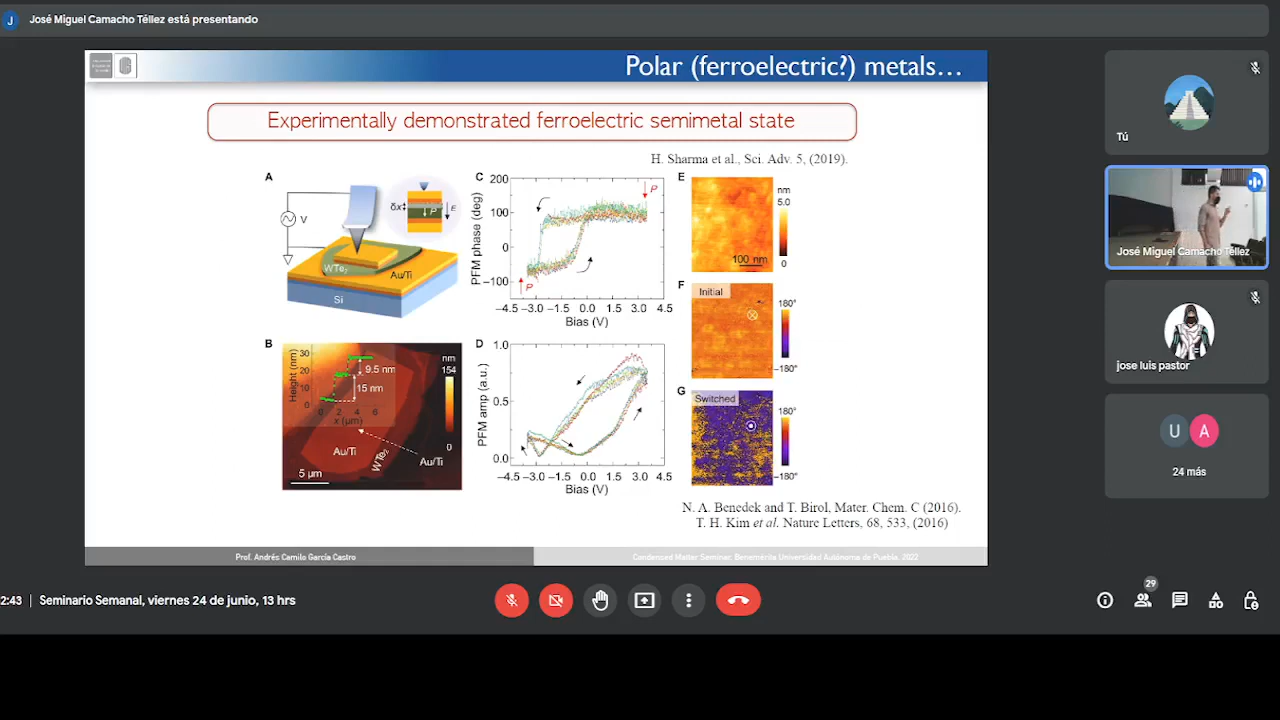 J José Miguel Camacho Téllez está presentando
Polar (ferroelectric?) metals…
Experimentally demonstrated ferroelectric semimetal state
H. Sharma et al., Sci. Adv. 5, (2019).
A
V
δx
P
E
WTe2
Au/Ti
Si
B
Height (nm)
30
20
10
0
9.5 nm
15 nm
0 2 4 6
x (μm)
nm
154
0
Au/Ti
WTe2
Au/Ti
5 μm
C
PFM phase (deg)
200
100
0
−100
P
P
−4.5 −3.0 −1.5 0.0 1.5 3.0 4.5
Bias (V)
D
PFM amp (a.u.)
1.0
0.5
0.0
−4.5 −3.0 −1.5 0.0 1.5 3.0 4.5
Bias (V)
E
nm
5.0
0
100 nm
F
Initial
180°
−180°
G
Switched
180°
−180°
N. A. Benedek and T. Birol, Mater. Chem. C (2016).
T. H. Kim et al. Nature Letters, 68, 533, (2016)
Prof. Andrés Camilo García Castro
Condensed Matter Seminar: Benemérita Universidad Autónoma de Puebla, 2022
Tú
José Miguel Camacho Téllez
jose luis pastor
U A
24 más
2:43 | Seminario Semanal, viernes 24 de junio, 13 hrs
29